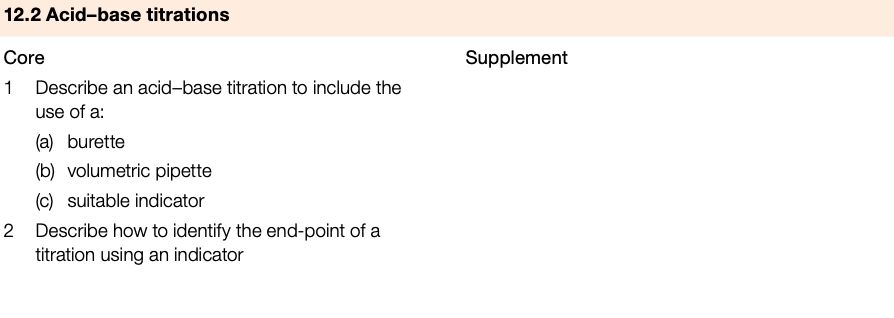 12.2 Acid–base titrations
Core
Supplement
1 Describe an acid–base titration to include the
use of a:
(a) burette
(b) volumetric pipette
(c) suitable indicator
2 Describe how to identify the end-point of a
titration using an indicator